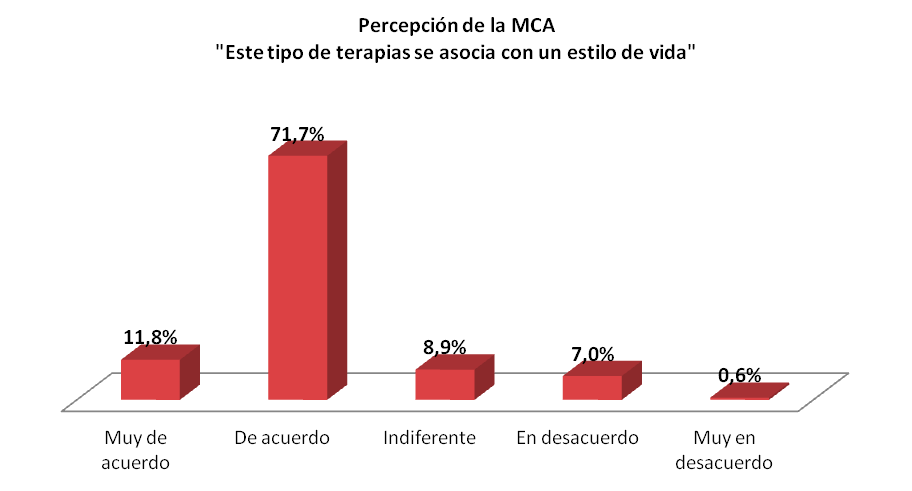 Percepción de la MCA
"Este tipo de terapias se asocia con un estilo de vida"
71,7%
11,8%
8,9%
7,0%
0,6%
Muy de
acuerdo
De acuerdo
Indiferente
En desacuerdo
Muy en
desacuerdo